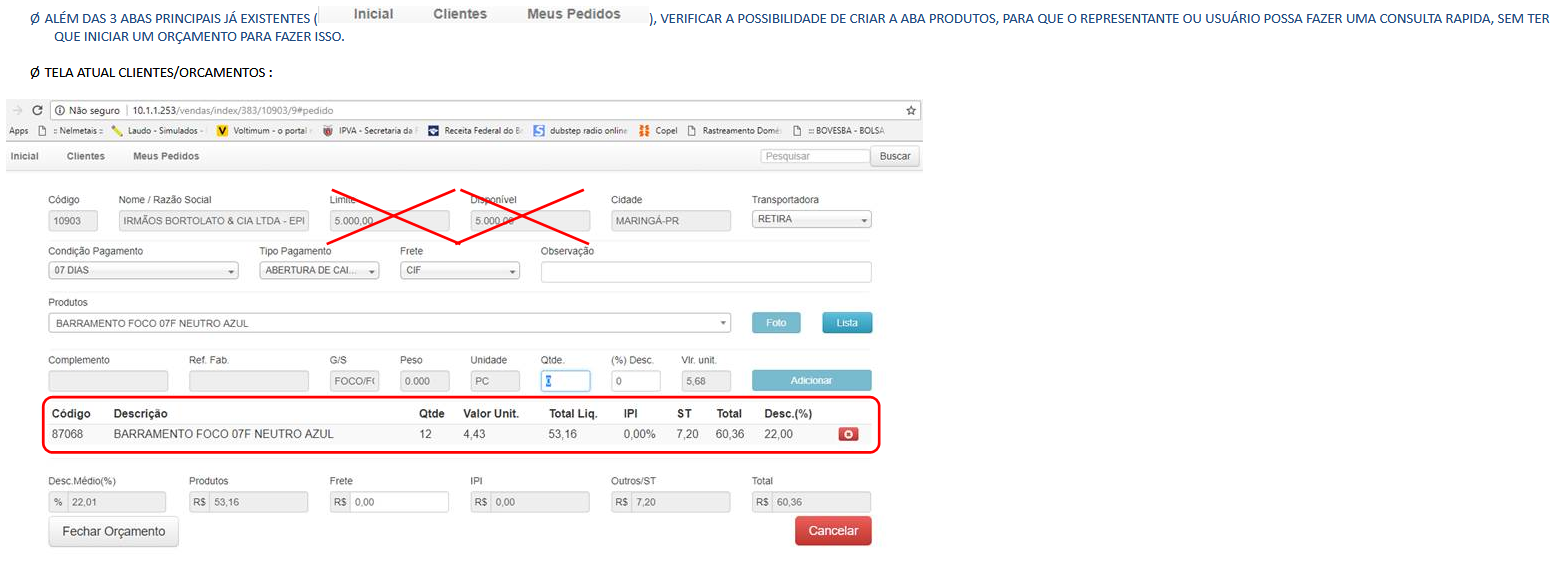 Ø ALÉM DAS 3 ABAS PRINCIPAIS JÁ EXISTENTES ( Inicial Clientes Meus Pedidos ), VERIFICAR A POSSIBILIDADE DE CRIAR A ABA PRODUTOS, PARA QUE O REPRESENTANTE OU USUÁRIO POSSA FAZER UMA CONSULTA RAPIDA, SEM TER
QUE INICIAR UM ORÇAMENTO PARA FAZER ISSO.
Ø TELA ATUAL CLIENTES/ORCAMENTOS :
Não seguro | 10.1.1.253/vendas/index/383/10903/9#pedido
Apps :: Nelmetais :: Laudo - Simulados - Voltimum - o portal IPVA - Secretaria da F Receita Federal do B dubstep radio online Copel Rastreamento Domé ::: BOVESBA - BOLSA
Inicial Clientes Meus Pedidos Pesquisar Buscar
Código Nome / Razão Social Limite Disponível Cidade Transportadora
10903 IRMÃOS BORTOLATO & CIA LTDA - EPI 5.000,00 5.000,00 MARINGÁ-PR RETIRA
Condição Pagamento Tipo Pagamento Frete Observação
07 DIAS ABERTURA DE CAI... CIF
Produtos
BARRAMENTO FOCO 07F NEUTRO AZUL Foto Lista
Complemento Ref. Fab. G/S Peso Unidade Qtde. (%) Desc. Vlr. unit.
FOCO/F( 0.000 PC 0 0 5,68 Adicionar
Código Descrição Qtde Valor Unit. Total Liq. IPI ST Total Desc.(%)
87068 BARRAMENTO FOCO 07F NEUTRO AZUL 12 4,43 53,16 0,00% 7,20 60,36 22,00
Desc.Médio(%) Produtos Frete IPI Outros/ST Total
% 22,01 R$ 53,16 R$ 0,00 R$ 0,00 R$ 7,20 R$ 60,36
Fechar Orçamento Cancelar